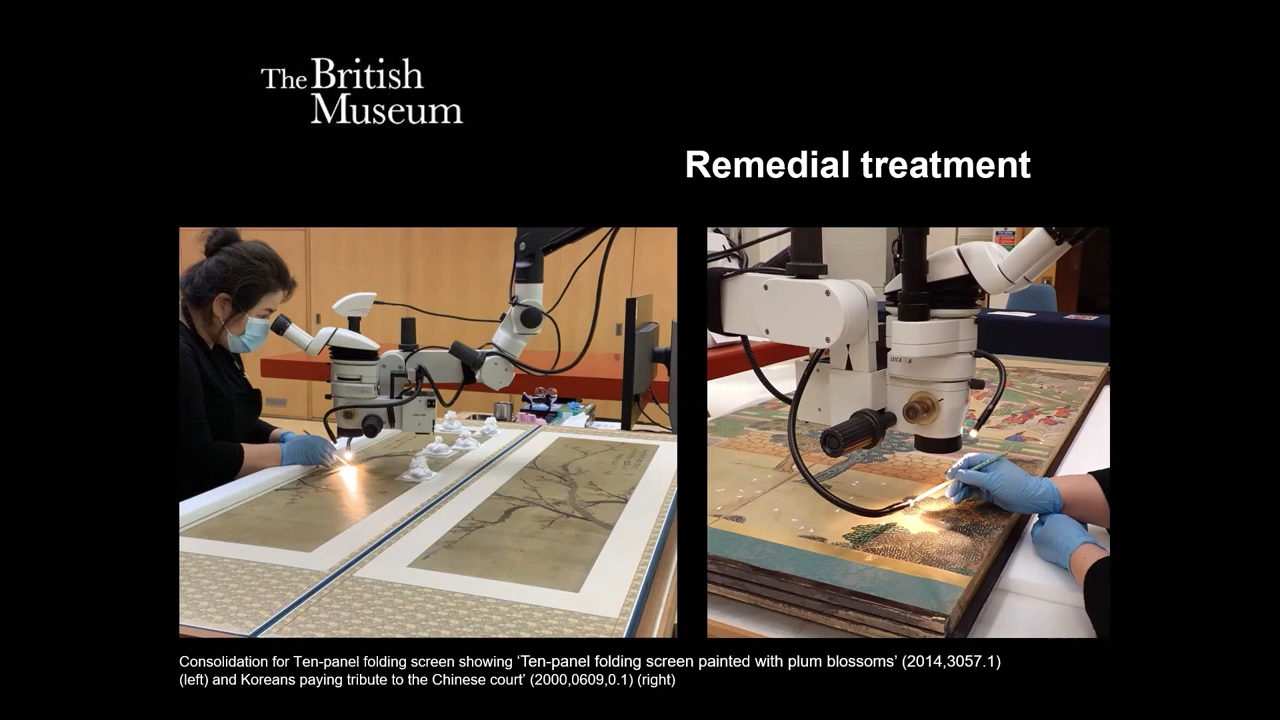 The British
Museum
Remedial treatment
LEICA
Consolidation for Ten-panel folding screen showing ‘Ten-panel folding screen painted with plum blossoms’ (2014,3057.1)
(left) and Koreans paying tribute to the Chinese court’ (2000,0609,0.1) (right)